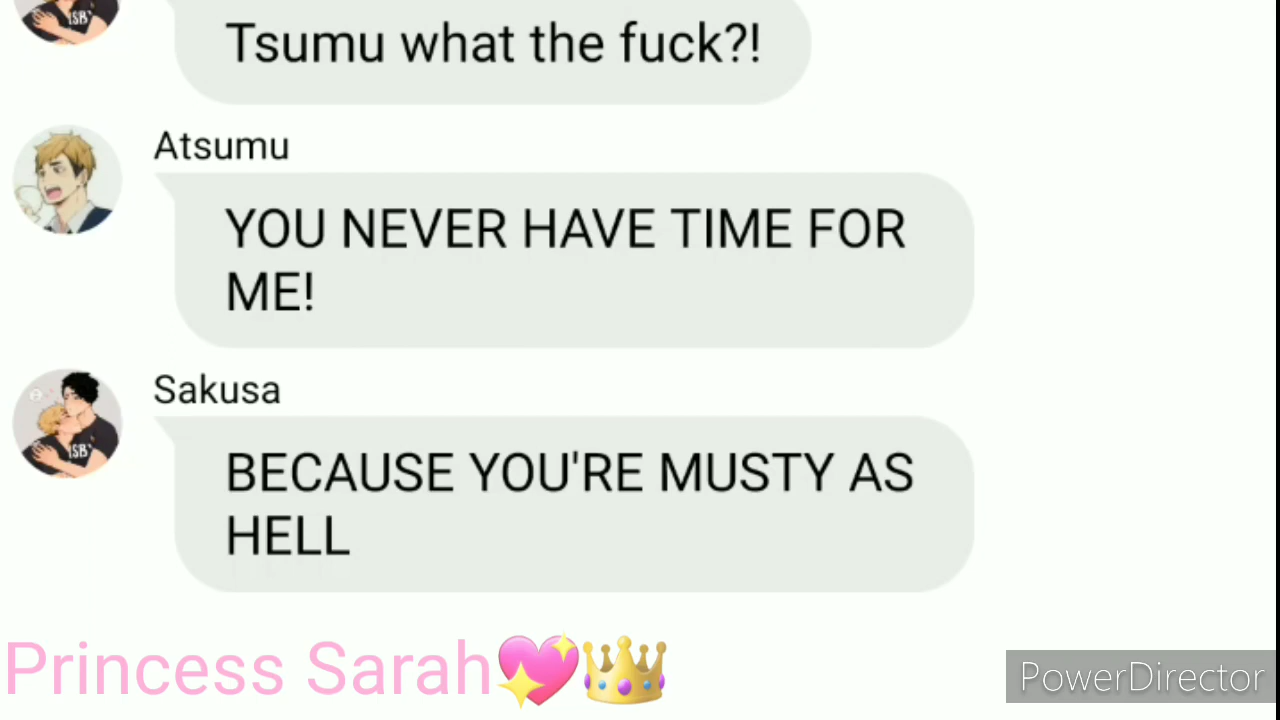 Tsumu what the fuck?!
Atsumu
YOU NEVER HAVE TIME FOR
ME!
Sakusa
BECAUSE YOU'RE MUSTY AS
HELL
Princess Sarah💖👑
PowerDirector